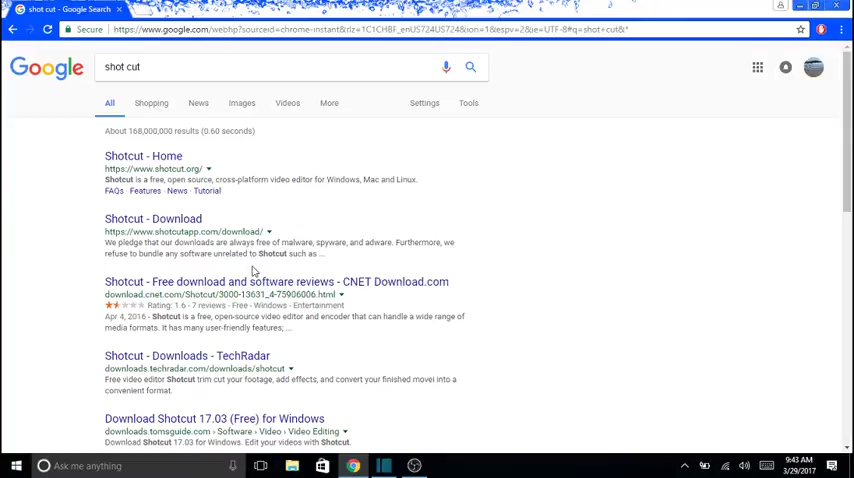 shot cut - Google Search
Secure
https://www.google.com/webhp?sourceid=chrome-instant&rlz=1C1CHBF_enUS724US724&ion=1&espv=2&ie=UTF-8#q=shot+cut&*
Google
shot cut
All
Shopping
News
Images
Videos
More
Settings
Tools
About 168,000,000 results (0.60 seconds)
Shotcut - Home
https://www.shotcut.org/
Shotcut is a free, open source, cross-platform video editor for Windows, Mac and Linux.
FAQs · Features · News · Tutorial
Shotcut - Download
https://www.shotcutapp.com/download/
We pledge that our downloads are always free of malware, spyware, and adware. Furthermore, we
refuse to bundle any software unrelated to Shotcut such as ...
Shotcut - Free download and software reviews - CNET Download.com
download.cnet.com/Shotcut/3000-13631_4-75906006.html
Rating: 1.6 - 7 reviews - Free - Windows - Entertainment
Apr 4, 2016 - Shotcut is a free, open-source video editor and encoder that can handle a wide range of
media formats. It has many user-friendly features; ...
Shotcut - Downloads - TechRadar
downloads.techradar.com/downloads/shotcut
Free video editor Shotcut trim cut your footage, add effects, and convert your finished movei into a
convenient format.
Download Shotcut 17.03 (Free) for Windows
downloads.tomsguide.com › Software › Video › Video Editing
Download Shotcut 17.03 for Windows. Edit your videos with Shotcut.
Ask me anything
9:43 AM
3/29/2017